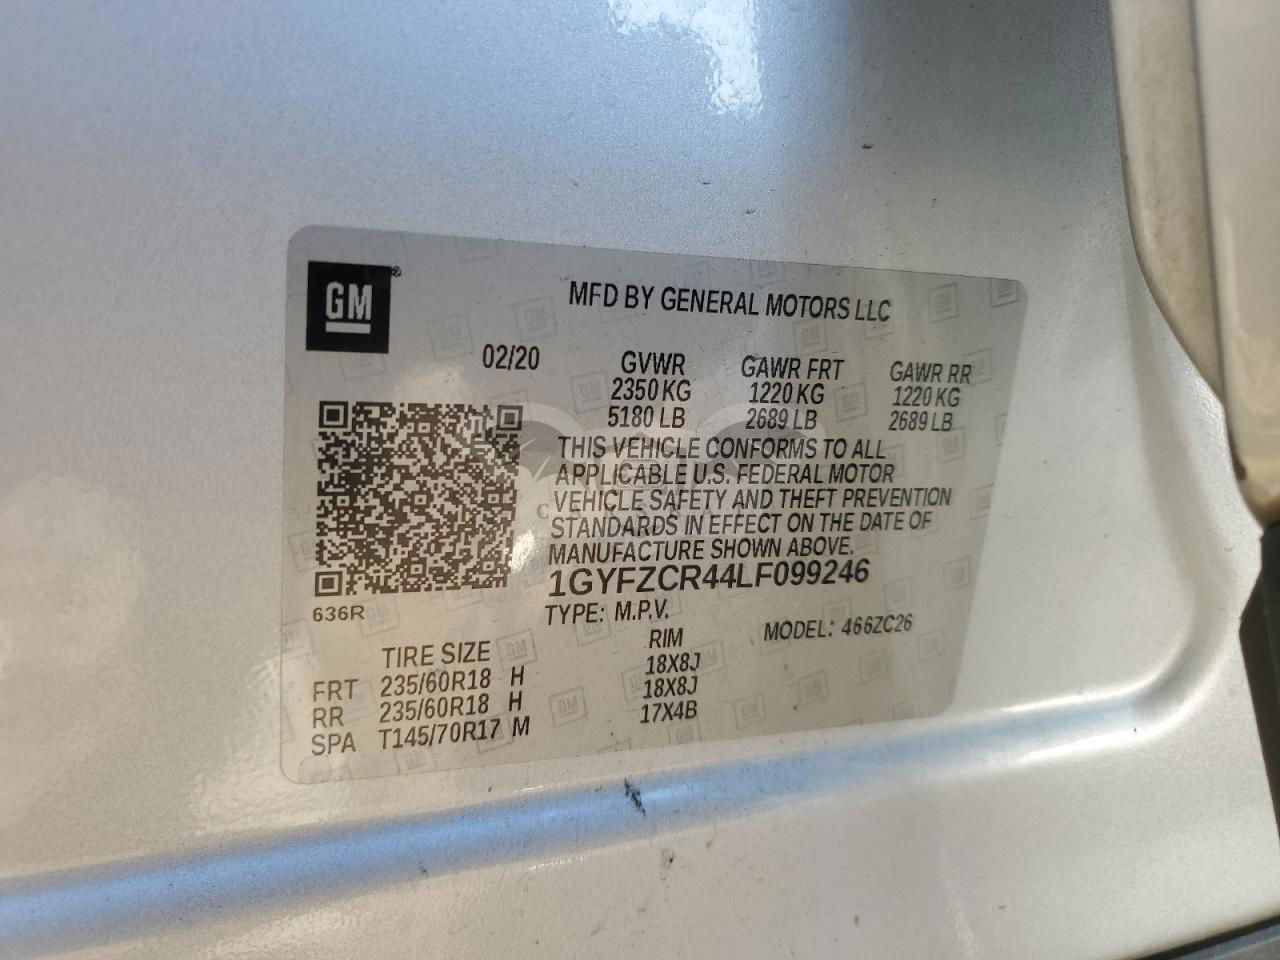 GM ®
MFD BY GENERAL MOTORS LLC
02/20 GVWR GAWR FRT GAWR RR
2350 KG 1220 KG 1220 KG
5180 LB 2689 LB 2689 LB
THIS VEHICLE CONFORMS TO ALL
APPLICABLE U.S. FEDERAL MOTOR
VEHICLE SAFETY AND THEFT PREVENTION
STANDARDS IN EFFECT ON THE DATE OF
MANUFACTURE SHOWN ABOVE.
1GYFZCR44LF099246
636R
TYPE: M.P.V.
MODEL: 466ZC26
TIRE SIZE RIM
FRT 235/60R18 H 18X8J
RR 235/60R18 H 18X8J
SPA T145/70R17 M 17X4B